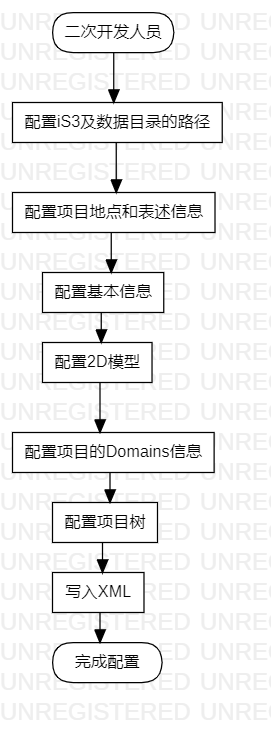 二次开发人员
配置iS3及数据目录的路径
配置项目地点和表述信息
配置基本信息
配置2D模型
配置项目的Domains信息
配置项目树
写入XML
完成配置
UNREGISTERED UNREGISTERED